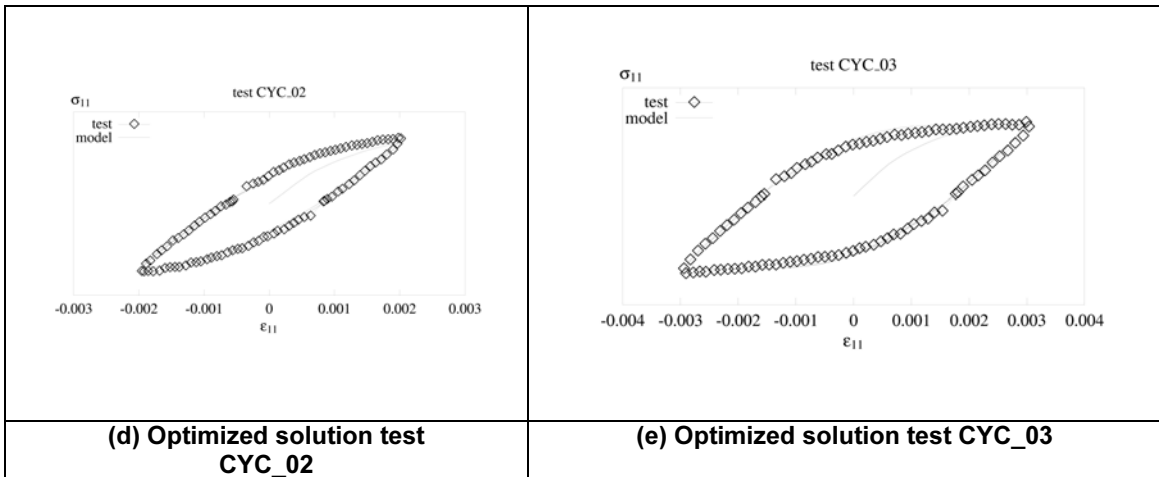 test CYC_02
σ11
test
model
-0.003 -0.002 -0.001 0 0.001 0.002 0.003
ε11
test CYC_03
σ11
test
model
-0.004 -0.003 -0.002 -0.001 0 0.001 0.002 0.003 0.004
ε11
(d) Optimized solution test
CYC_02
(e) Optimized solution test CYC_03